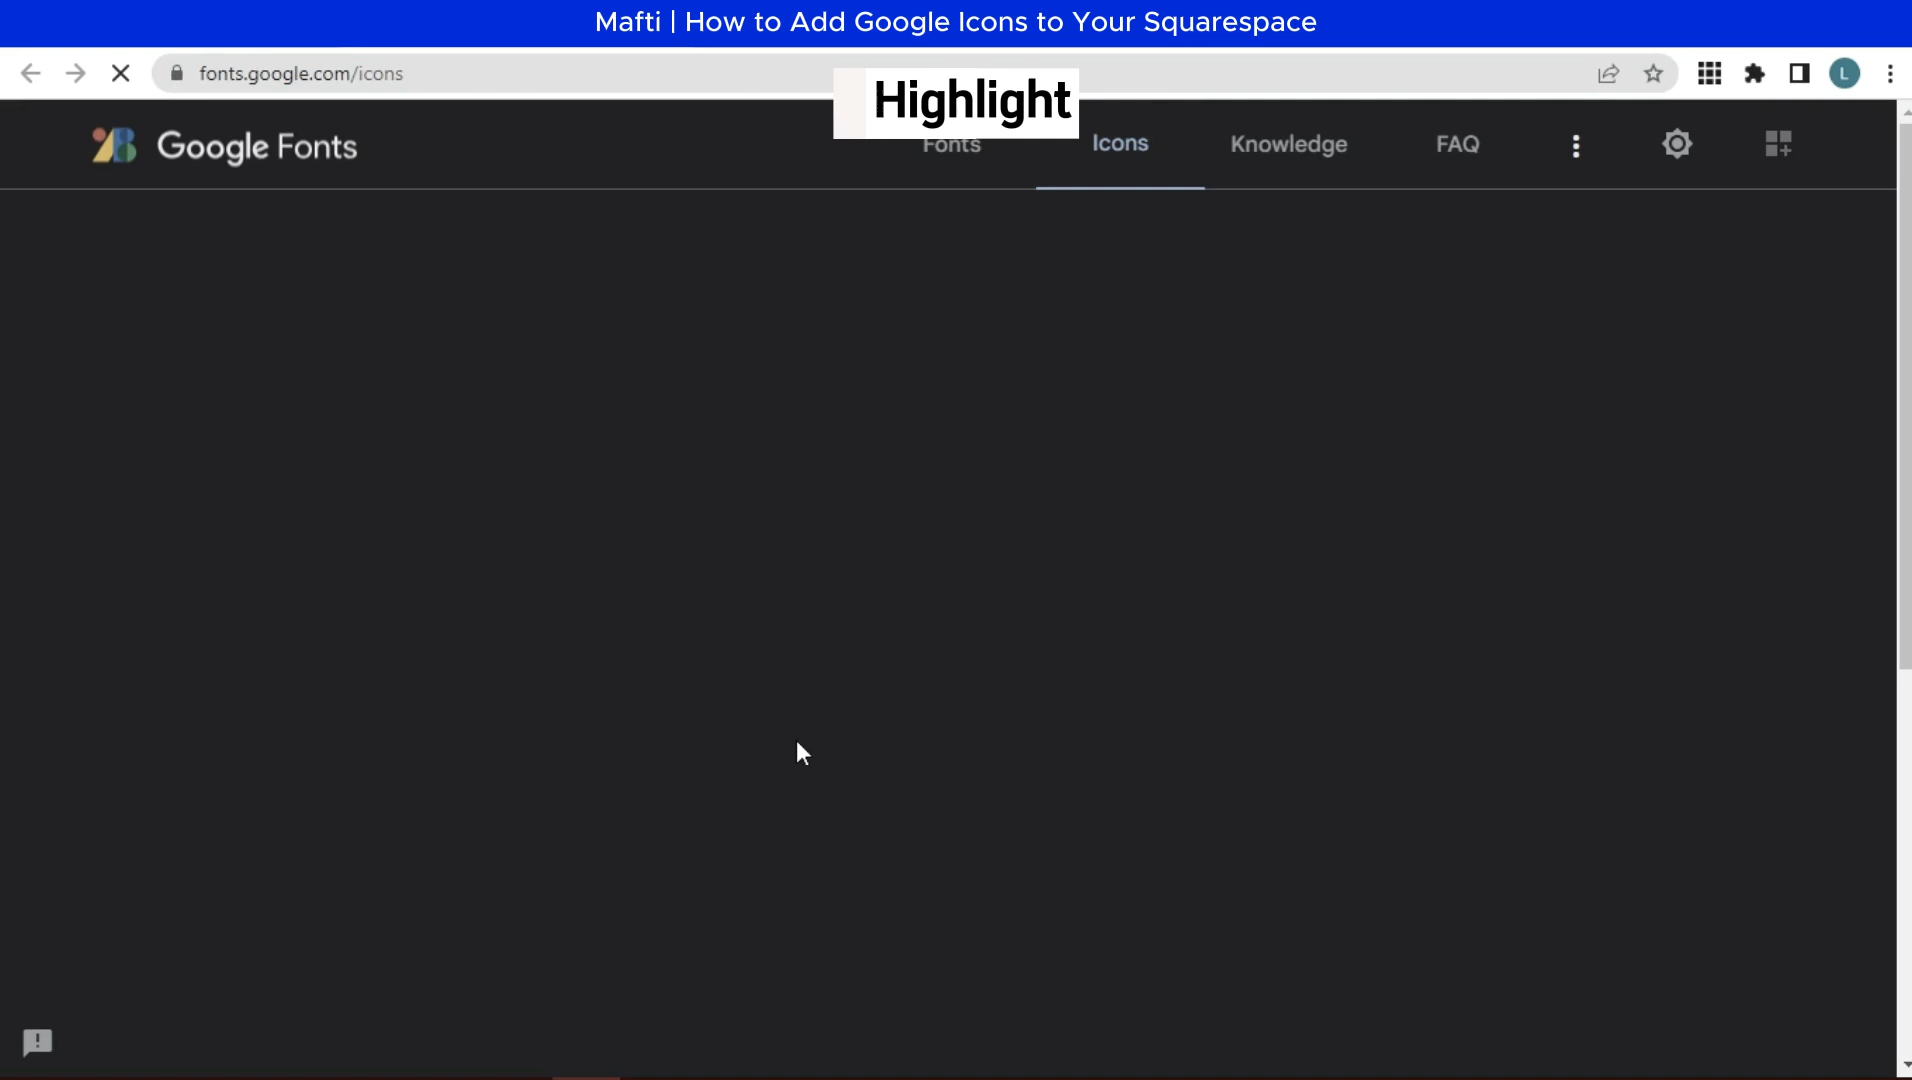 Mafti | How to Add Google Icons to Your Squarespace
fonts.google.com/icons
L
Highlight
Google Fonts
Fonts
Icons
Knowledge
FAQ